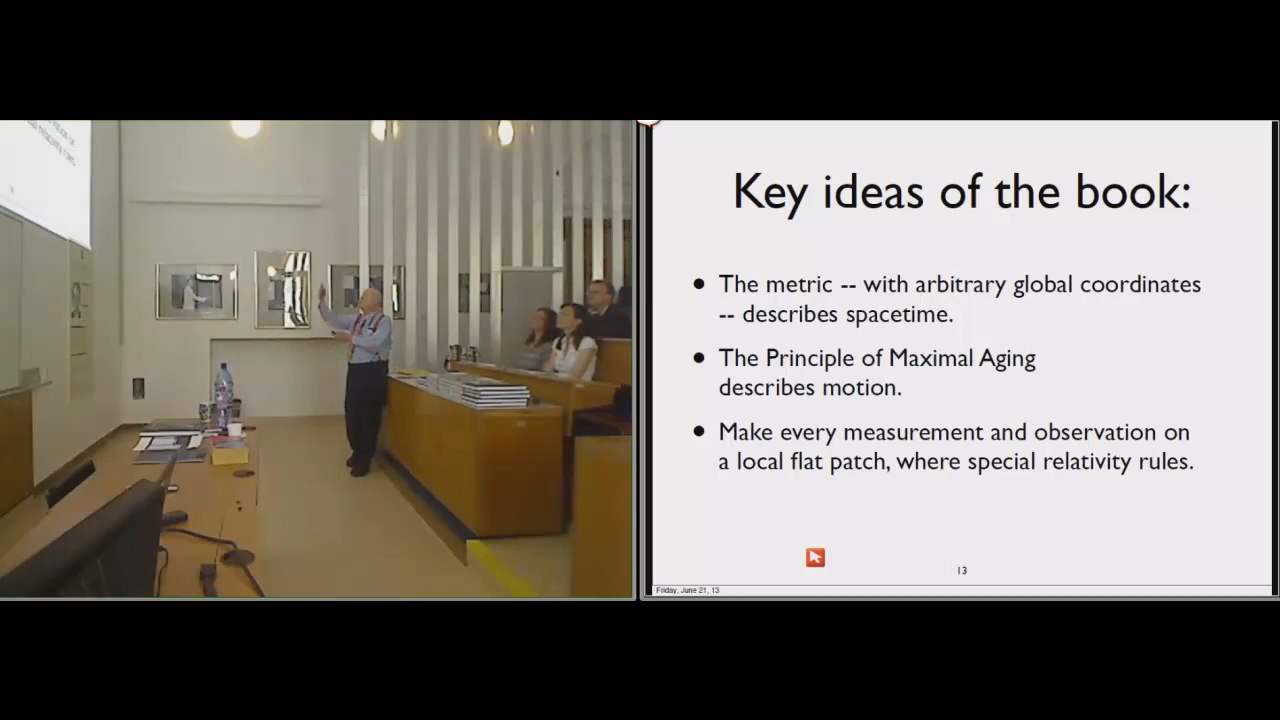 Key ideas of the book:
• The metric -- with arbitrary global coordinates
-- describes spacetime.
• The Principle of Maximal Aging
describes motion.
• Make every measurement and observation on
a local flat patch, where special relativity rules.
13
Friday, June 21, 13